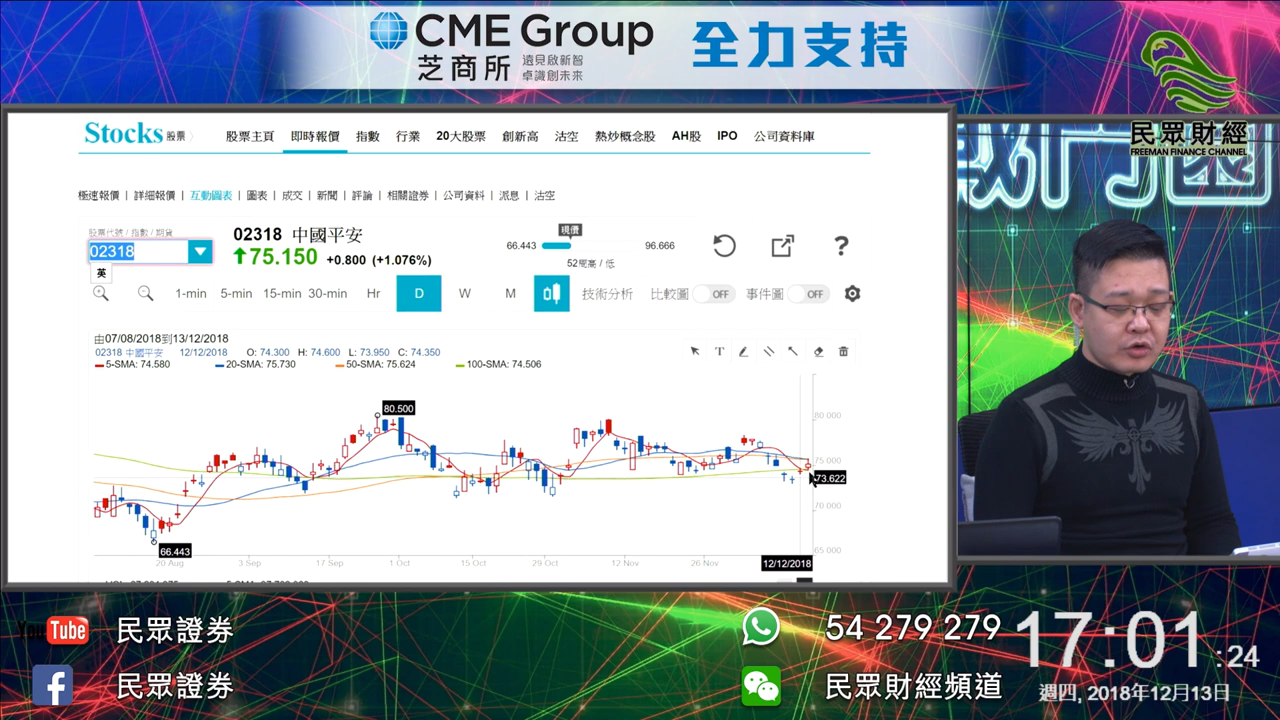 CME Group
芝商所
遠見啟新智
卓識創未來
全力支持
民眾財經
FREEMAN FINANCE CHANNEL
Stocks 股票
股票主頁 即時報價 指數 行業 20大股票 創新高 沽空 熱炒概念股 AH股 IPO 公司資料庫
極速報價 | 詳細報價 | 互動圖表 | 圖表 | 成交 | 新聞 | 評論 | 相關證券 | 公司資料 | 派息 | 沽空
股票代號 / 指數 / 期貨
02318
英
02318 中國平安
75.150 +0.800 (+1.076%)
現價
66.443 96.666
52周高 / 低
?
1-min 5-min 15-min 30-min Hr D W M 技術分析 比較圖 OFF 事件圖 OFF
由07/08/2018到13/12/2018
02318 中國平安 12/12/2018 O: 74.300 H: 74.600 L: 73.950 C: 74.350
5-SMA: 74.580 20-SMA: 75.730 50-SMA: 75.624 100-SMA: 74.506
T
80.500
80.000
75.000
73.622
70.000
66.443
65.000
20 Aug 3 Sep 17 Sep 1 Oct 15 Oct 29 Oct 12 Nov 26 Nov 12/12/2018
YouTube 民眾證券
54 279 279
17:01:24
f 民眾證券
民眾財經頻道
週四, 2018年12月13日